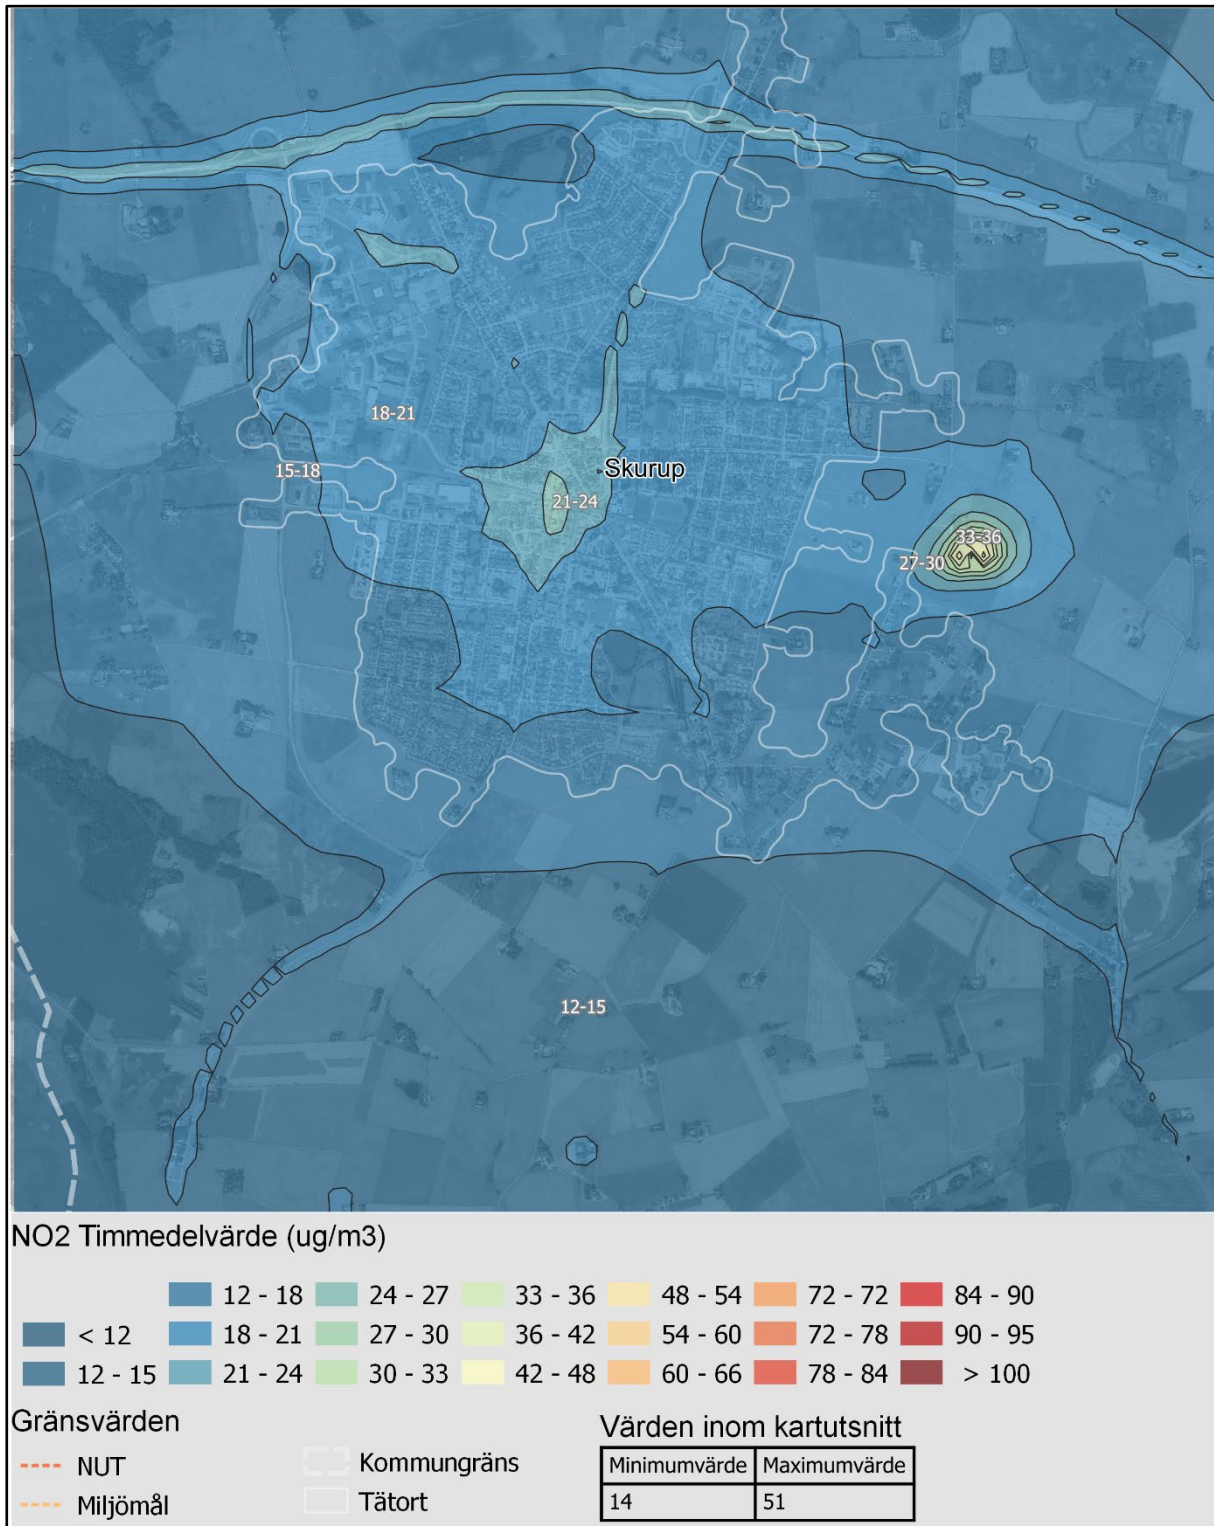 18-21
15-18
Skurup
21-24
33-36
27-30
12-15
NO2 Timmedelvärde (ug/m3)
12 - 18 24 - 27 33 - 36 48 - 54 72 - 72 84 - 90
< 12 18 - 21 27 - 30 36 - 42 54 - 60 72 - 78 90 - 95
12 - 15 21 - 24 30 - 33 42 - 48 60 - 66 78 - 84 > 100
Gränsvärden
NUT
Miljömål
Kommungräns
Tätort
Värden inom kartutsnitt
Minimumvärde Maximumvärde
14 51